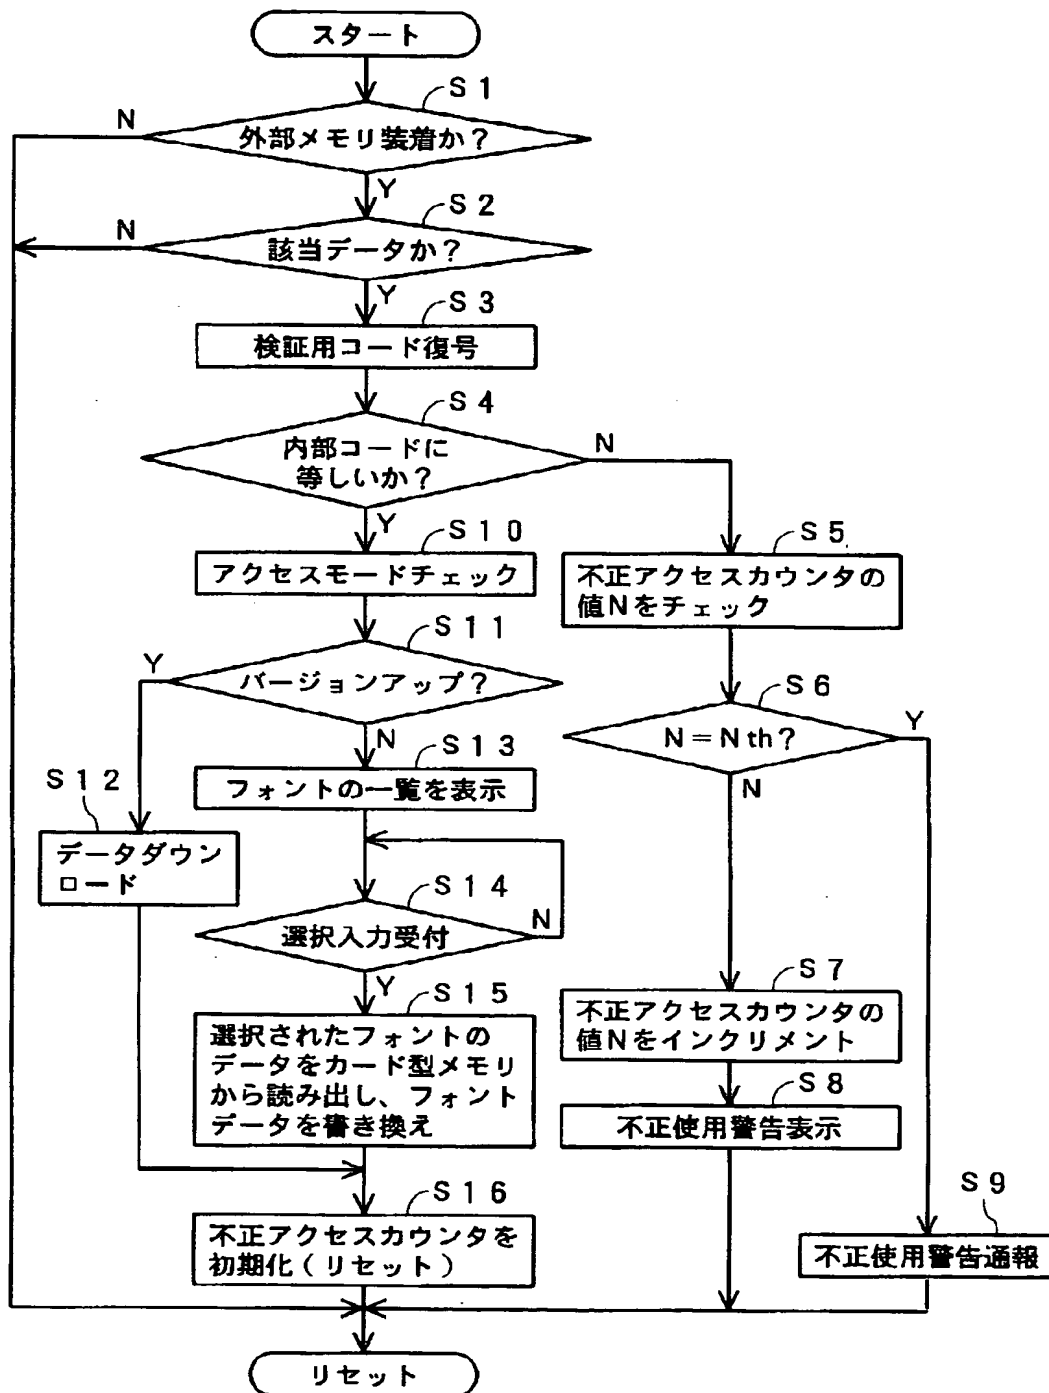 スタート
S1
N
外部メモリ装着か?
Y
S2
N
該当データか?
Y
S3
検証用コード復号
S4
内部コードに
等しいか?
N
Y
S10
アクセスモードチェック
S5
不正アクセスカウンタの
値Nをチェック
S11
Y
バージョンアップ?
N
S6
N=Nth?
Y
N
S13
フォントの一覧を表示
S12
データダウン
ロード
S14
選択入力受付
N
Y
S15
選択されたフォントの
データをカード型メモリ
から読み出し、フォント
データを書き換え
S7
不正アクセスカウンタの
値Nをインクリメント
S8
不正使用警告表示
S9
不正使用警告通報
S16
不正アクセスカウンタを
初期化(リセット)
リセット